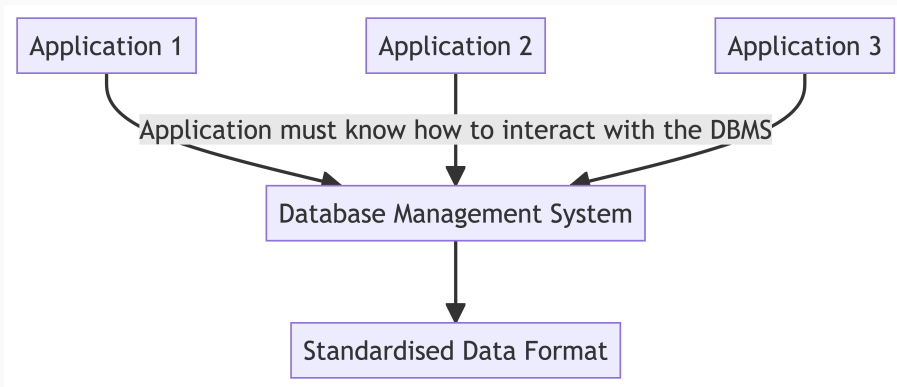 Application 1
Application 2
Application 3
Application must know how to interact with the DBMS
Database Management System
Standardised Data Format